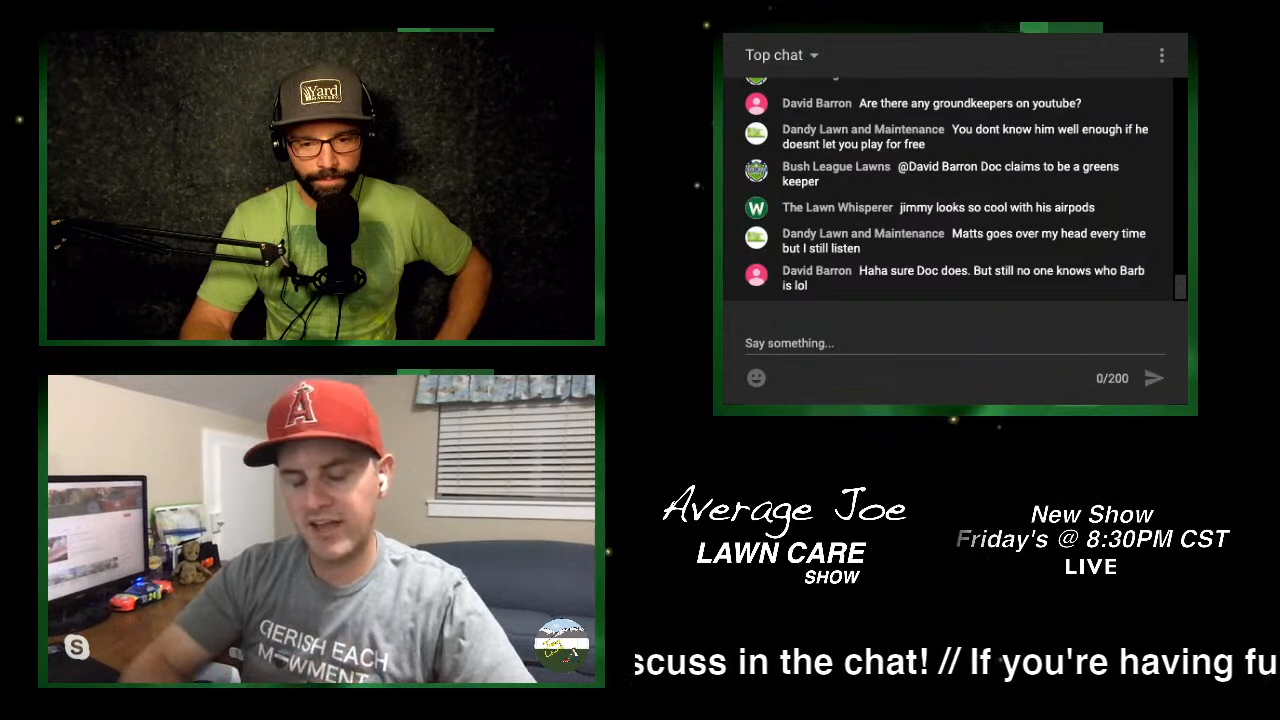 Yard
A
CHERISH EACH
MOWMENT
S
Top chat
David Barron Are there any groundkeepers on youtube?
Dandy Lawn and Maintenance You dont know him well enough if he
doesnt let you play for free
Bush League Lawns @David Barron Doc claims to be a greens
keeper
W The Lawn Whisperer jimmy looks so cool with his airpods
Dandy Lawn and Maintenance Matts goes over my head every time
but I still listen
David Barron Haha sure Doc does. But still no one knows who Barb
is lol
Say something...
0/200
Average Joe
LAWN CARE
SHOW
New Show
Friday's @ 8:30PM CST
LIVE
scuss in the chat! // If you're having fu